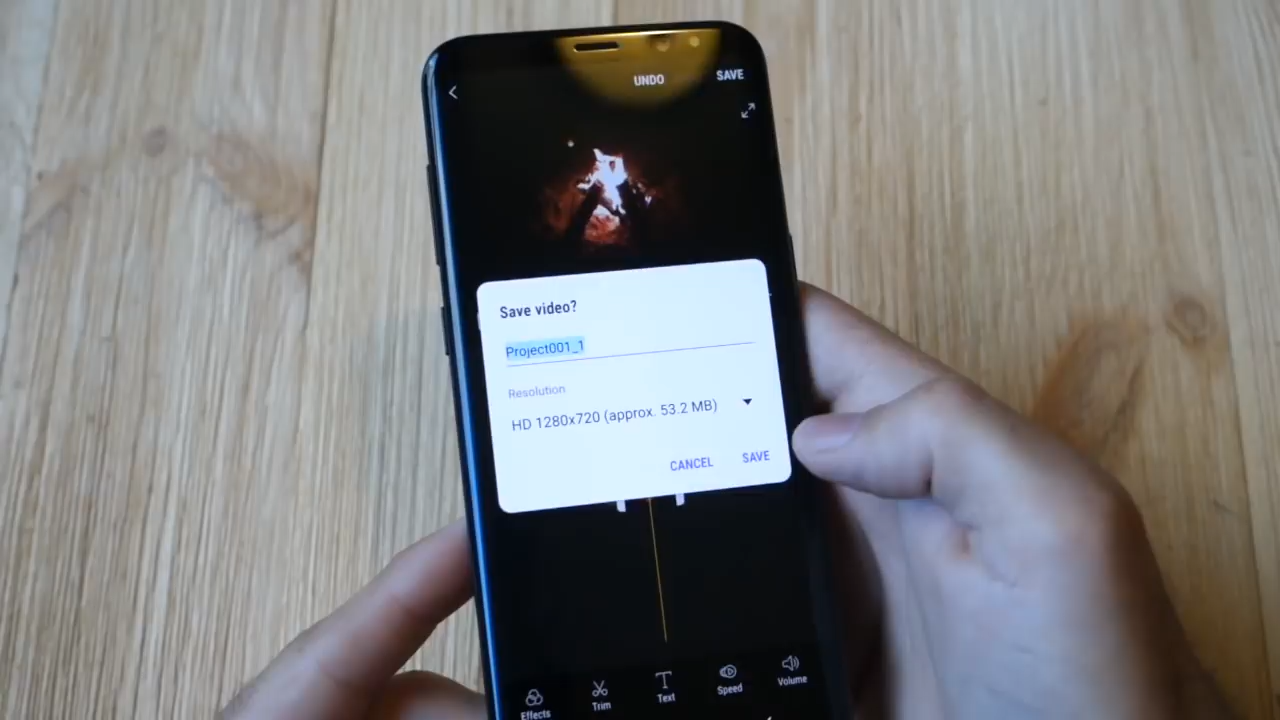 UNDO SAVE
Save video?
Project001_1
Resolution
HD 1280x720 (approx. 53.2 MB)
CANCEL SAVE
Effects Trim Text Speed Volume